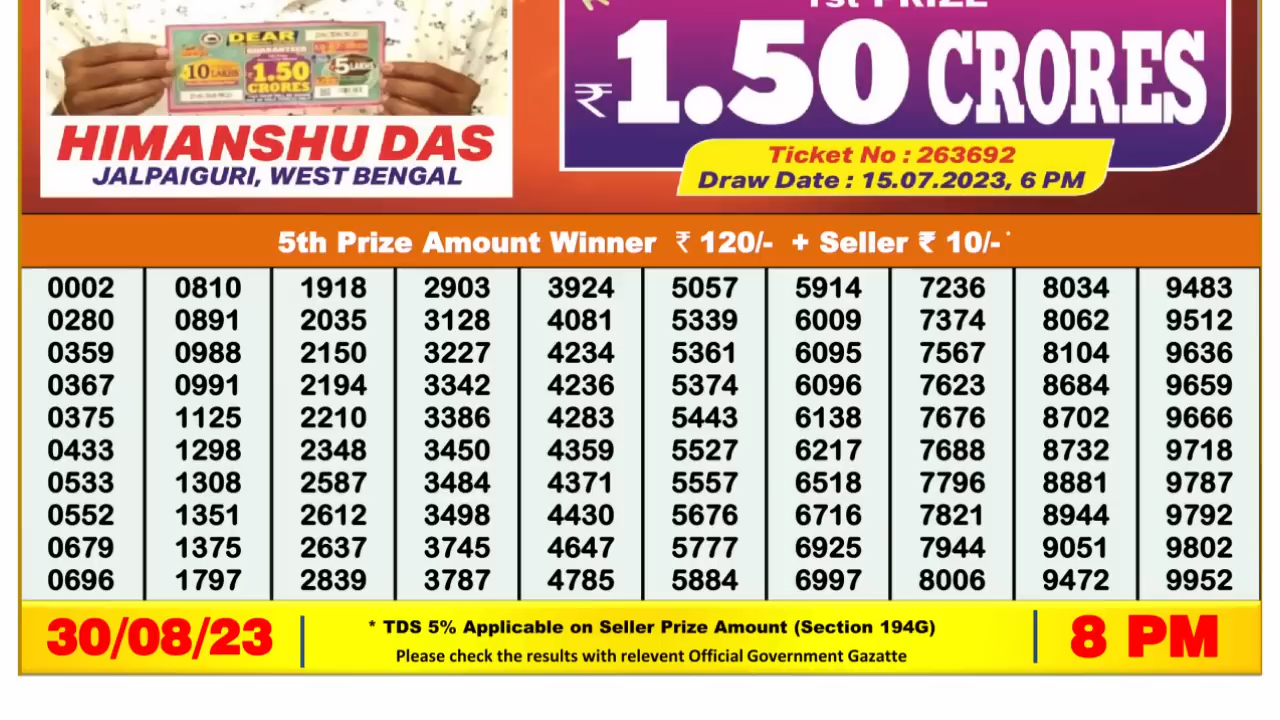 1st PRIZE
₹1.50 CRORES
DEAR
GUARANTEED
10 LAKHS
1.50
CRORES
5 LAKHS
HIMANSHU DAS
JALPAIGURI, WEST BENGAL
Ticket No : 263692
Draw Date : 15.07.2023, 6 PM
5th Prize Amount Winner ₹ 120/- + Seller ₹ 10/- *
0002 0810 1918 2903 3924 5057 5914 7236 8034 9483
0280 0891 2035 3128 4081 5339 6009 7374 8062 9512
0359 0988 2150 3227 4234 5361 6095 7567 8104 9636
0367 0991 2194 3342 4236 5374 6096 7623 8684 9659
0375 1125 2210 3386 4283 5443 6138 7676 8702 9666
0433 1298 2348 3450 4359 5527 6217 7688 8732 9718
0533 1308 2587 3484 4371 5557 6518 7796 8881 9787
0552 1351 2612 3498 4430 5676 6716 7821 8944 9792
0679 1375 2637 3745 4647 5777 6925 7944 9051 9802
0696 1797 2839 3787 4785 5884 6997 8006 9472 9952
30/08/23
* TDS 5% Applicable on Seller Prize Amount (Section 194G)
Please check the results with relevent Official Government Gazatte
8 PM